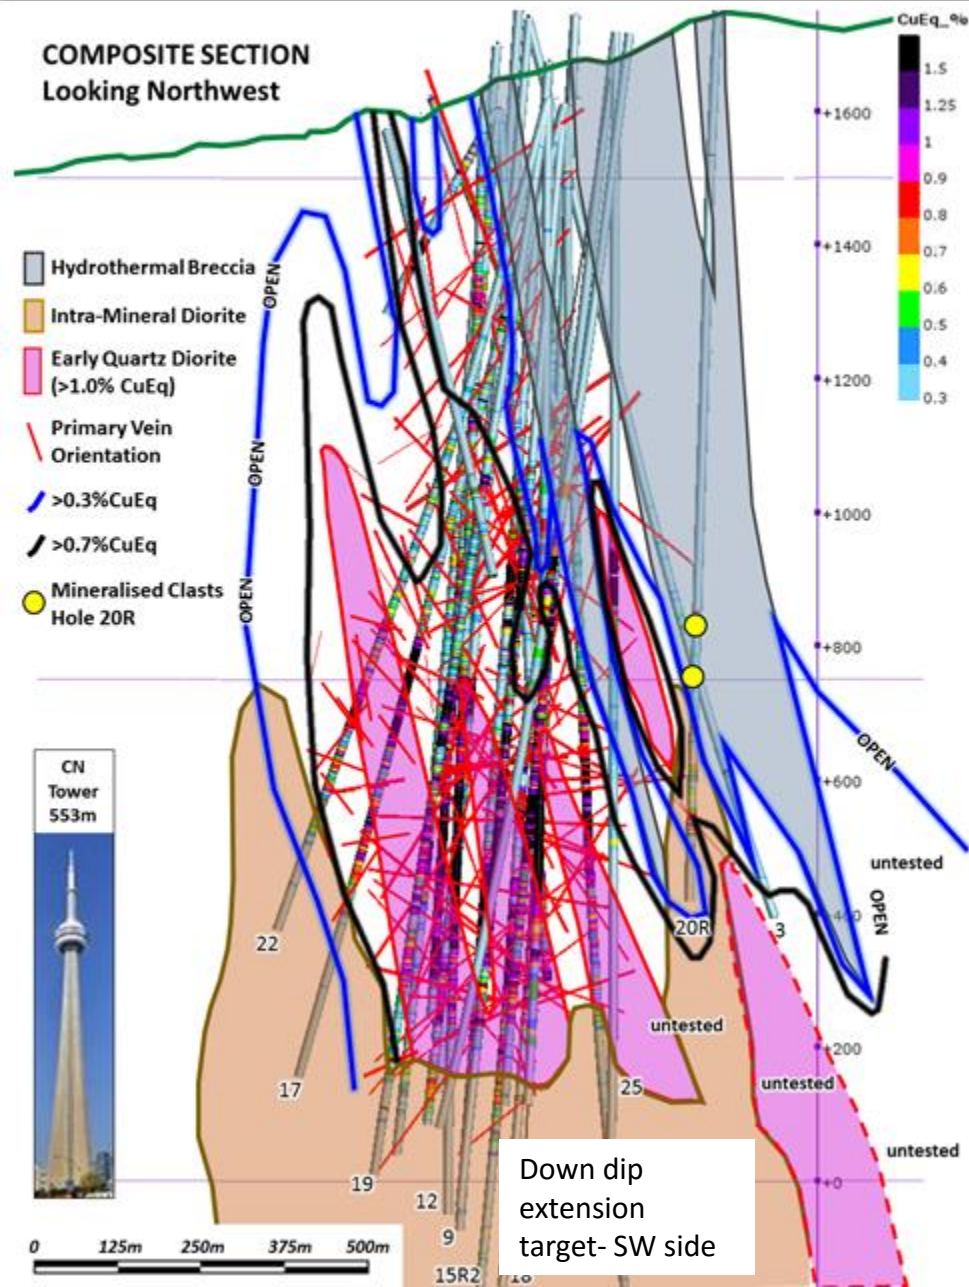 COMPOSITE SECTION
Looking Northwest
CuEq_%
1.5
1.25
1
0.9
0.8
0.7
0.6
0.5
0.4
0.3
+1600
+1400
+1200
+1000
+800
+600
+400
+200
+0
Hydrothermal Breccia
Intra-Mineral Diorite
Early Quartz Diorite
(>1.0% CuEq)
Primary Vein
Orientation
>0.3%CuEq
>0.7%CuEq
Mineralised Clasts
Hole 20R
OPEN
OPEN
OPEN
OPEN
OPEN
CN
Tower
553m
untested
untested
untested
untested
22
17
19
12
9
15R2
18
25
20R
3
Down dip
extension
target- SW side
0
125m
250m
375m
500m